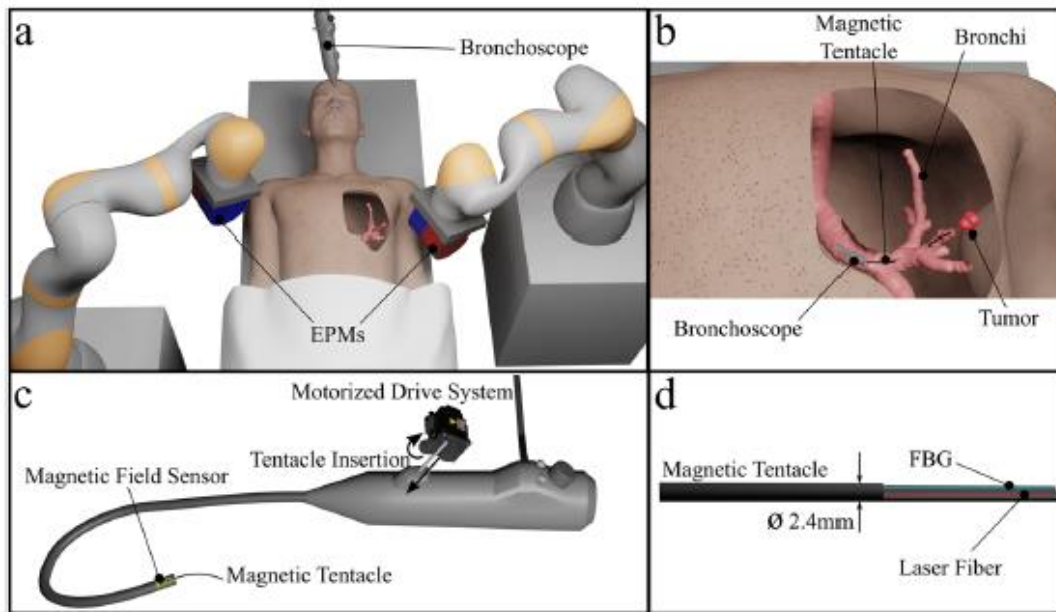 a
Bronchoscope
EPMs
b
Magnetic
Tentacle
Bronchi
Bronchoscope
Tumor
c
Motorized Drive System
Tentacle Insertion
Magnetic Field Sensor
Magnetic Tentacle
d
Magnetic Tentacle
FBG
Ø 2.4mm
Laser Fiber